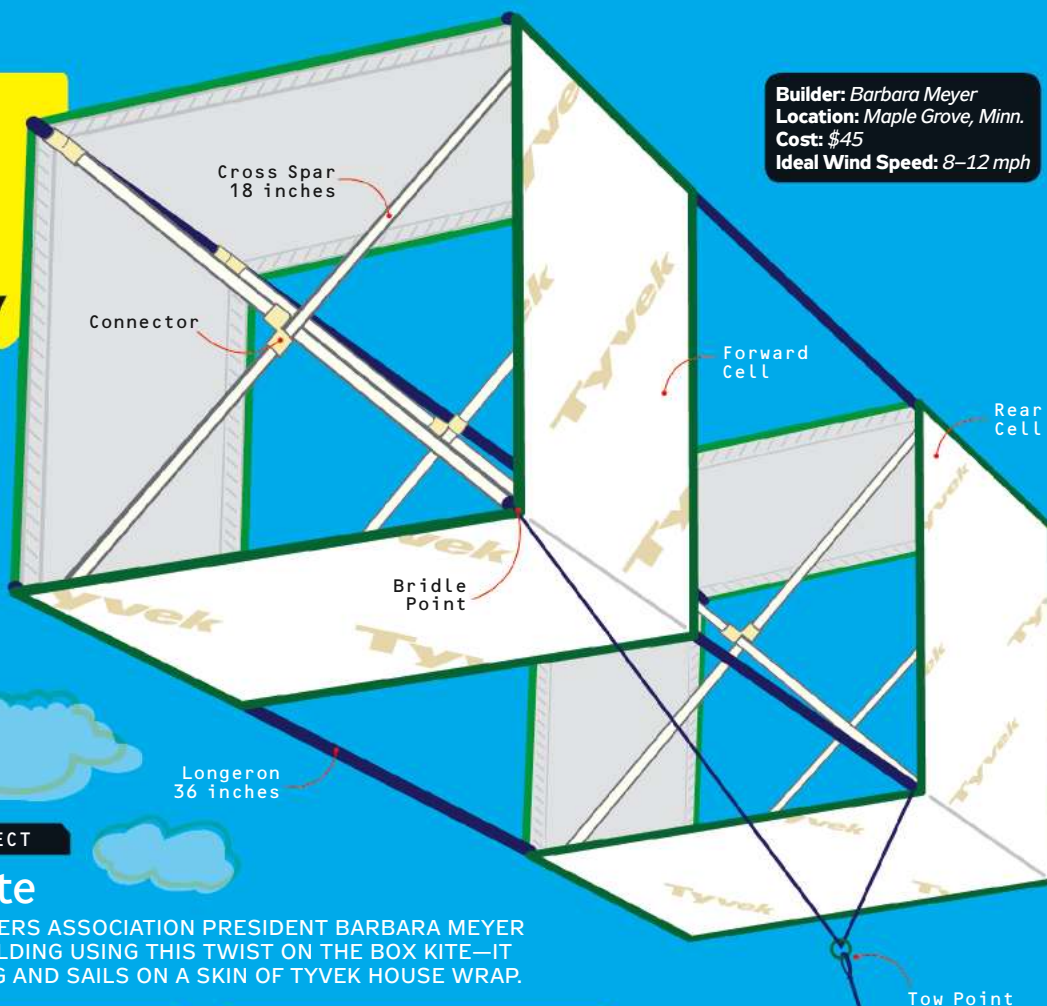 Builder: Barbara Meyer
Location: Maple Grove, Minn.
Cost: $45
Ideal Wind Speed: 8–12 mph
Cross Spar
18 inches
Connector
Forward
Cell
Rear
Cell
Bridle
Point
Longeron
36 inches
Tow Point
Tyvek
Tyvek
Tyvek
Tyvek
Tyvek
Tyvek
Tyvek
ECT
te
ERS ASSOCIATION PRESIDENT BARBARA MEYER
LDING USING THIS TWIST ON THE BOX KITE—IT
G AND SAILS ON A SKIN OF TYVEK HOUSE WRAP.